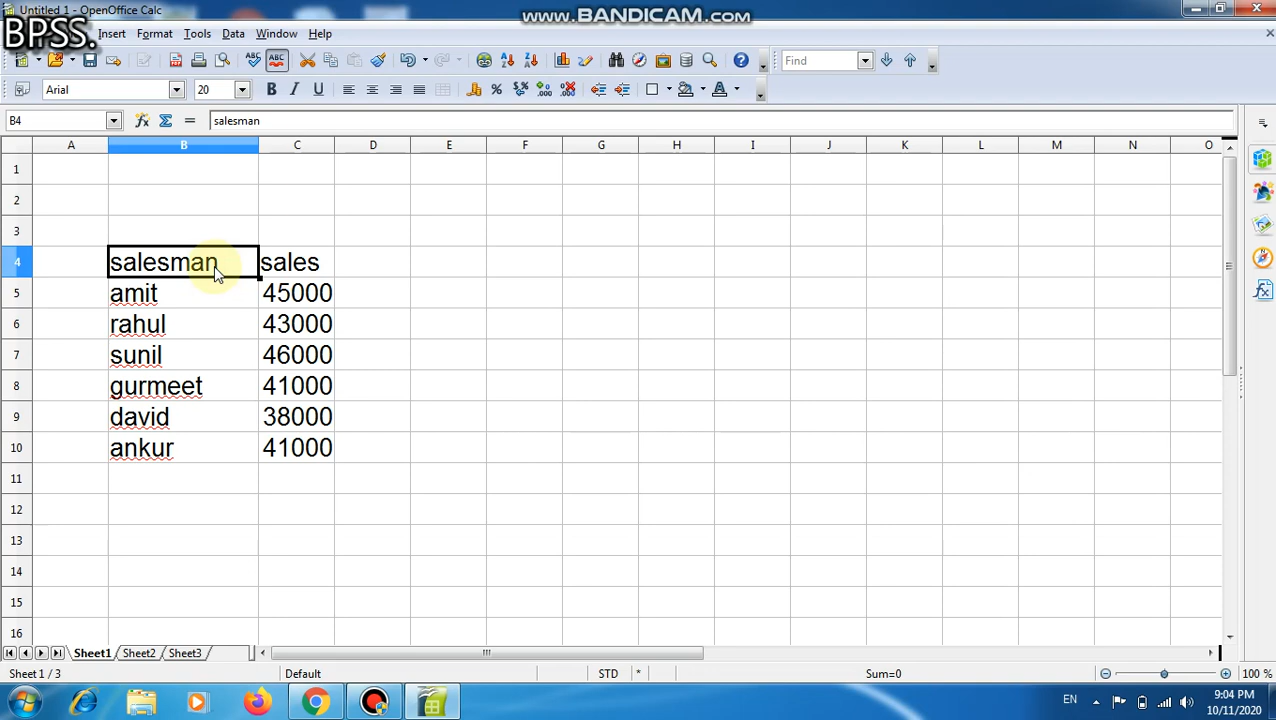 Untitled 1 - OpenOffice Calc
www.BANDICAM.com
BPSS.
Insert Format Tools Data Window Help
Find
Arial 20
B4 salesman
A B C D E F G H I J K L M N O
1
2
3
4 salesman sales
5 amit 45000
6 rahul 43000
7 sunil 46000
8 gurmeet 41000
9 david 38000
10 ankur 41000
11
12
13
14
15
16
Sheet1 Sheet2 Sheet3
Sheet 1 / 3 Default STD * Sum=0 100 %
EN 9:04 PM
10/11/2020